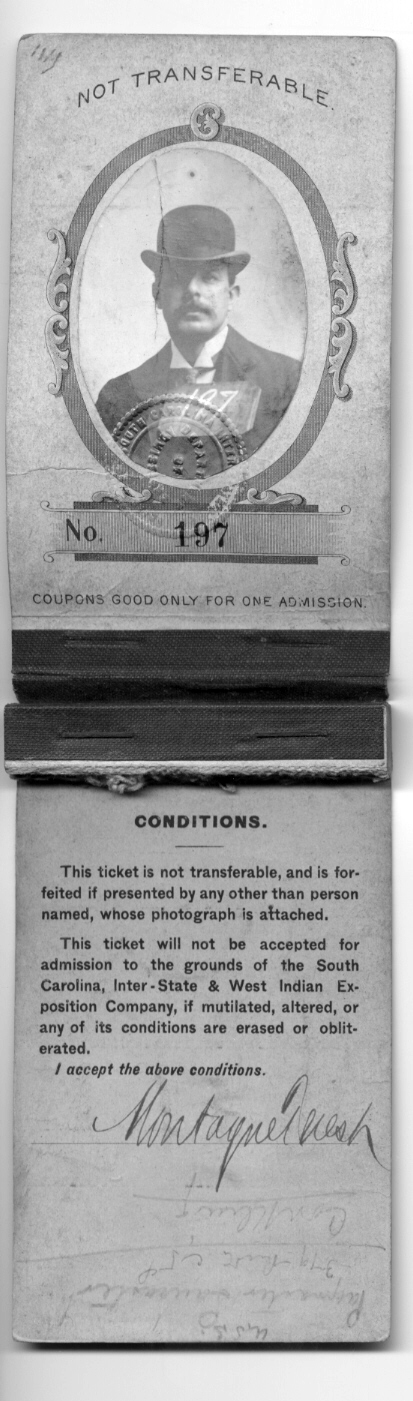 NOT TRANSFERABLE.
197
No. 197
COUPONS GOOD ONLY FOR ONE ADMISSION.
CONDITIONS.
This ticket is not transferable, and is for-
feited if presented by any other than person
named, whose photograph is attached.
This ticket will not be accepted for
admission to the grounds of the South
Carolina, Inter-State & West Indian Ex-
position Company, if mutilated, altered, or
any of its conditions are erased or oblit-
erated.
I accept the above conditions.
Montague